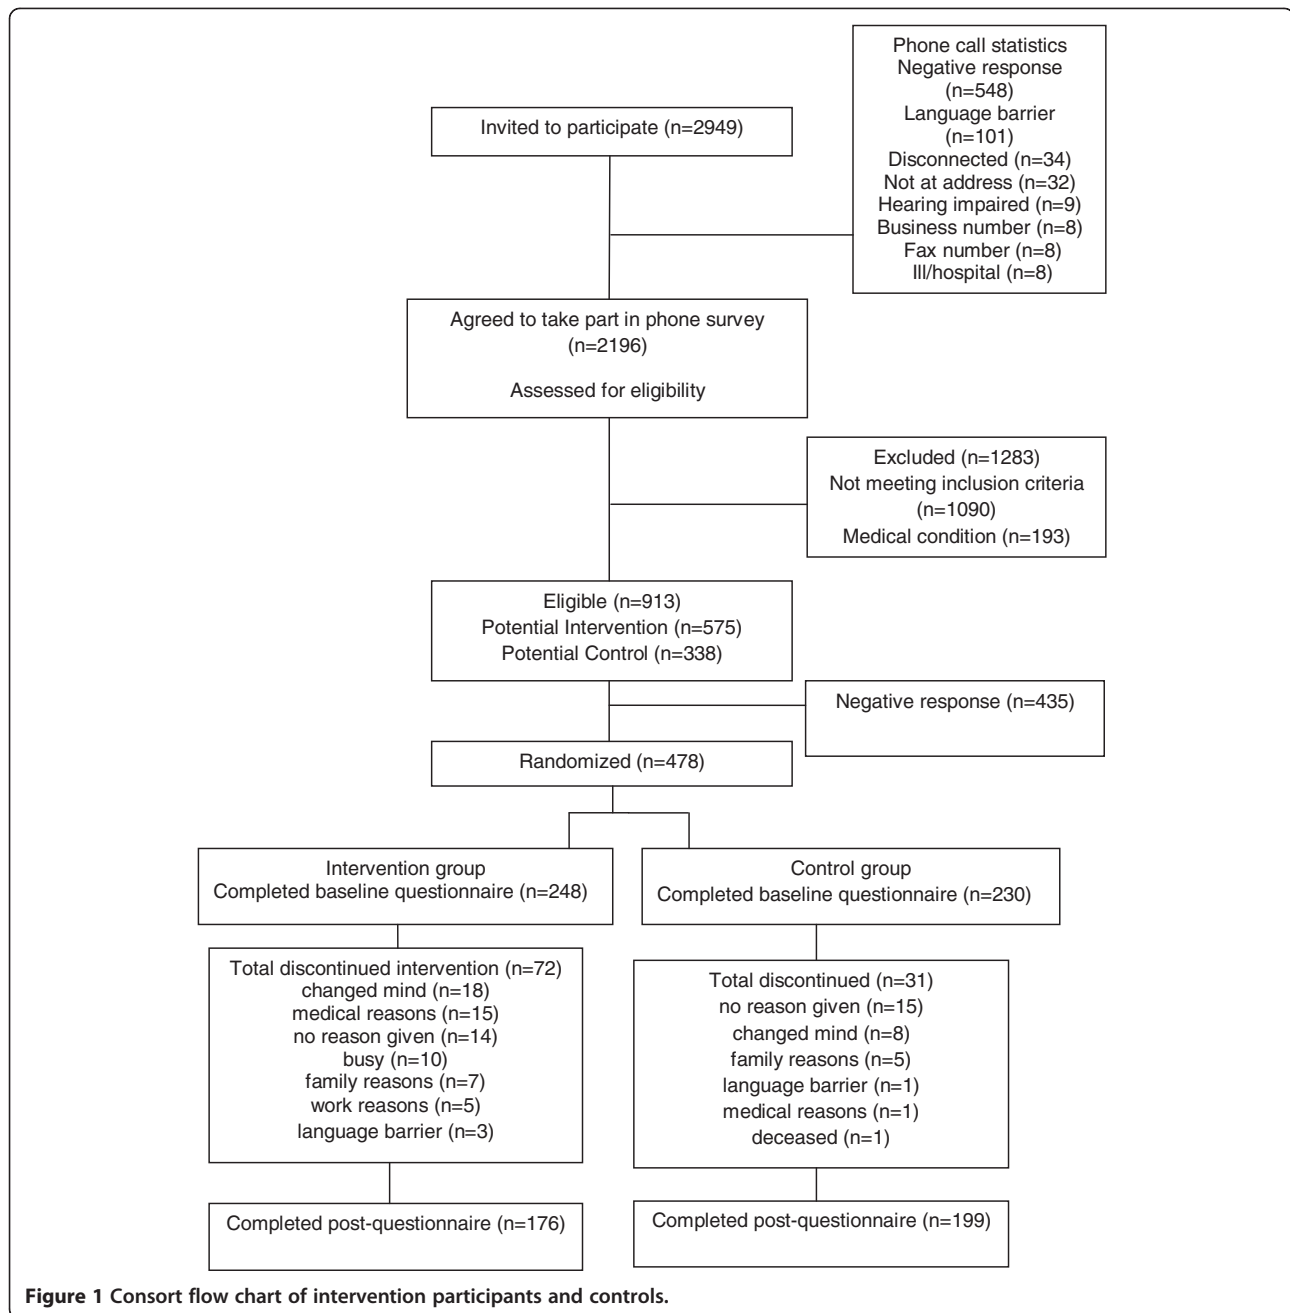 Phone call statistics
Negative response
(n=548)
Language barrier
(n=101)
Disconnected (n=34)
Not at address (n=32)
Hearing impaired (n=9)
Business number (n=8)
Fax number (n=8)
Ill/hospital (n=8)
Invited to participate (n=2949)
Agreed to take part in phone survey
(n=2196)
Assessed for eligibility
Excluded (n=1283)
Not meeting inclusion criteria
(n=1090)
Medical condition (n=193)
Eligible (n=913)
Potential Intervention (n=575)
Potential Control (n=338)
Negative response (n=435)
Randomized (n=478)
Intervention group
Completed baseline questionnaire (n=248)
Control group
Completed baseline questionnaire (n=230)
Total discontinued intervention (n=72)
changed mind (n=18)
medical reasons (n=15)
no reason given (n=14)
busy (n=10)
family reasons (n=7)
work reasons (n=5)
language barrier (n=3)
Total discontinued (n=31)
no reason given (n=15)
changed mind (n=8)
family reasons (n=5)
language barrier (n=1)
medical reasons (n=1)
deceased (n=1)
Completed post-questionnaire (n=176)
Completed post-questionnaire (n=199)
Figure 1 Consort flow chart of intervention participants and controls.